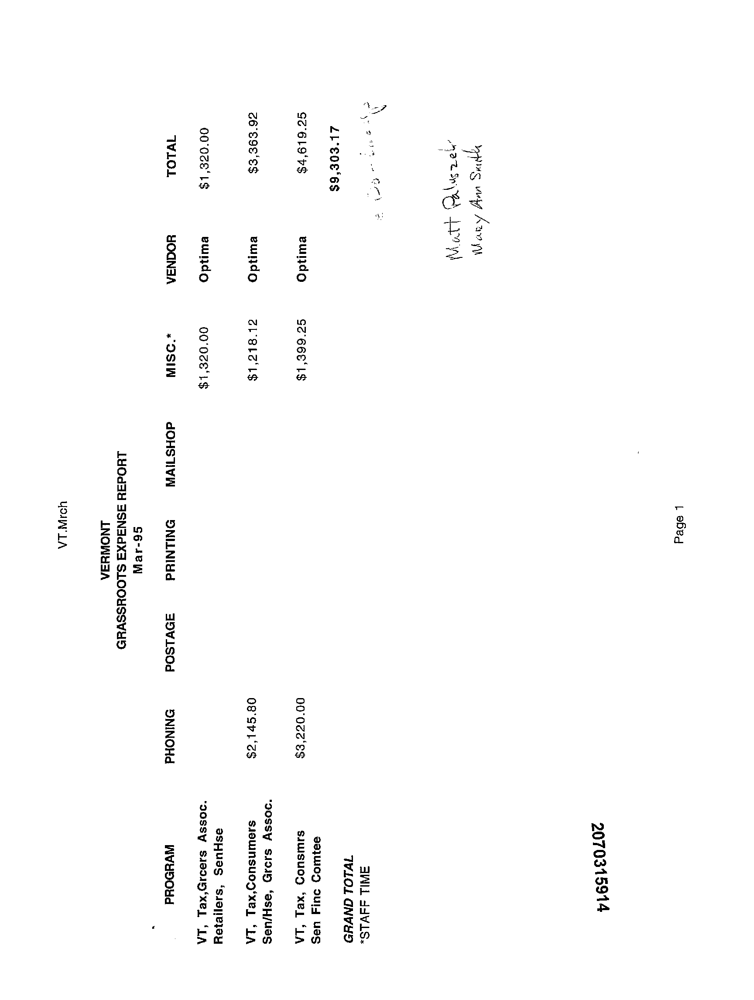 VT.Mrch
VERMONT
GRASSROOTS EXPENSE REPORT
Mar-95
PROGRAM PHONING POSTAGE PRINTING MAILSHOP MISC.* VENDOR TOTAL
VT, Tax,Grcers Assoc. $1,320.00 Optima $1,320.00
Retailers, SenHse
VT, Tax,Consumers $2,145.80 $1,218.12 Optima $3,363.92
Sen/Hse, Grcrs Assoc.
VT, Tax, Consmrs $3,220.00 $1,399.25 Optima $4,619.25
Sen Finc Comtee
$9,303.17
GRAND TOTAL
*STAFF TIME
Matt Paluszek
Mary Ann Smith
2070315914
Page 1